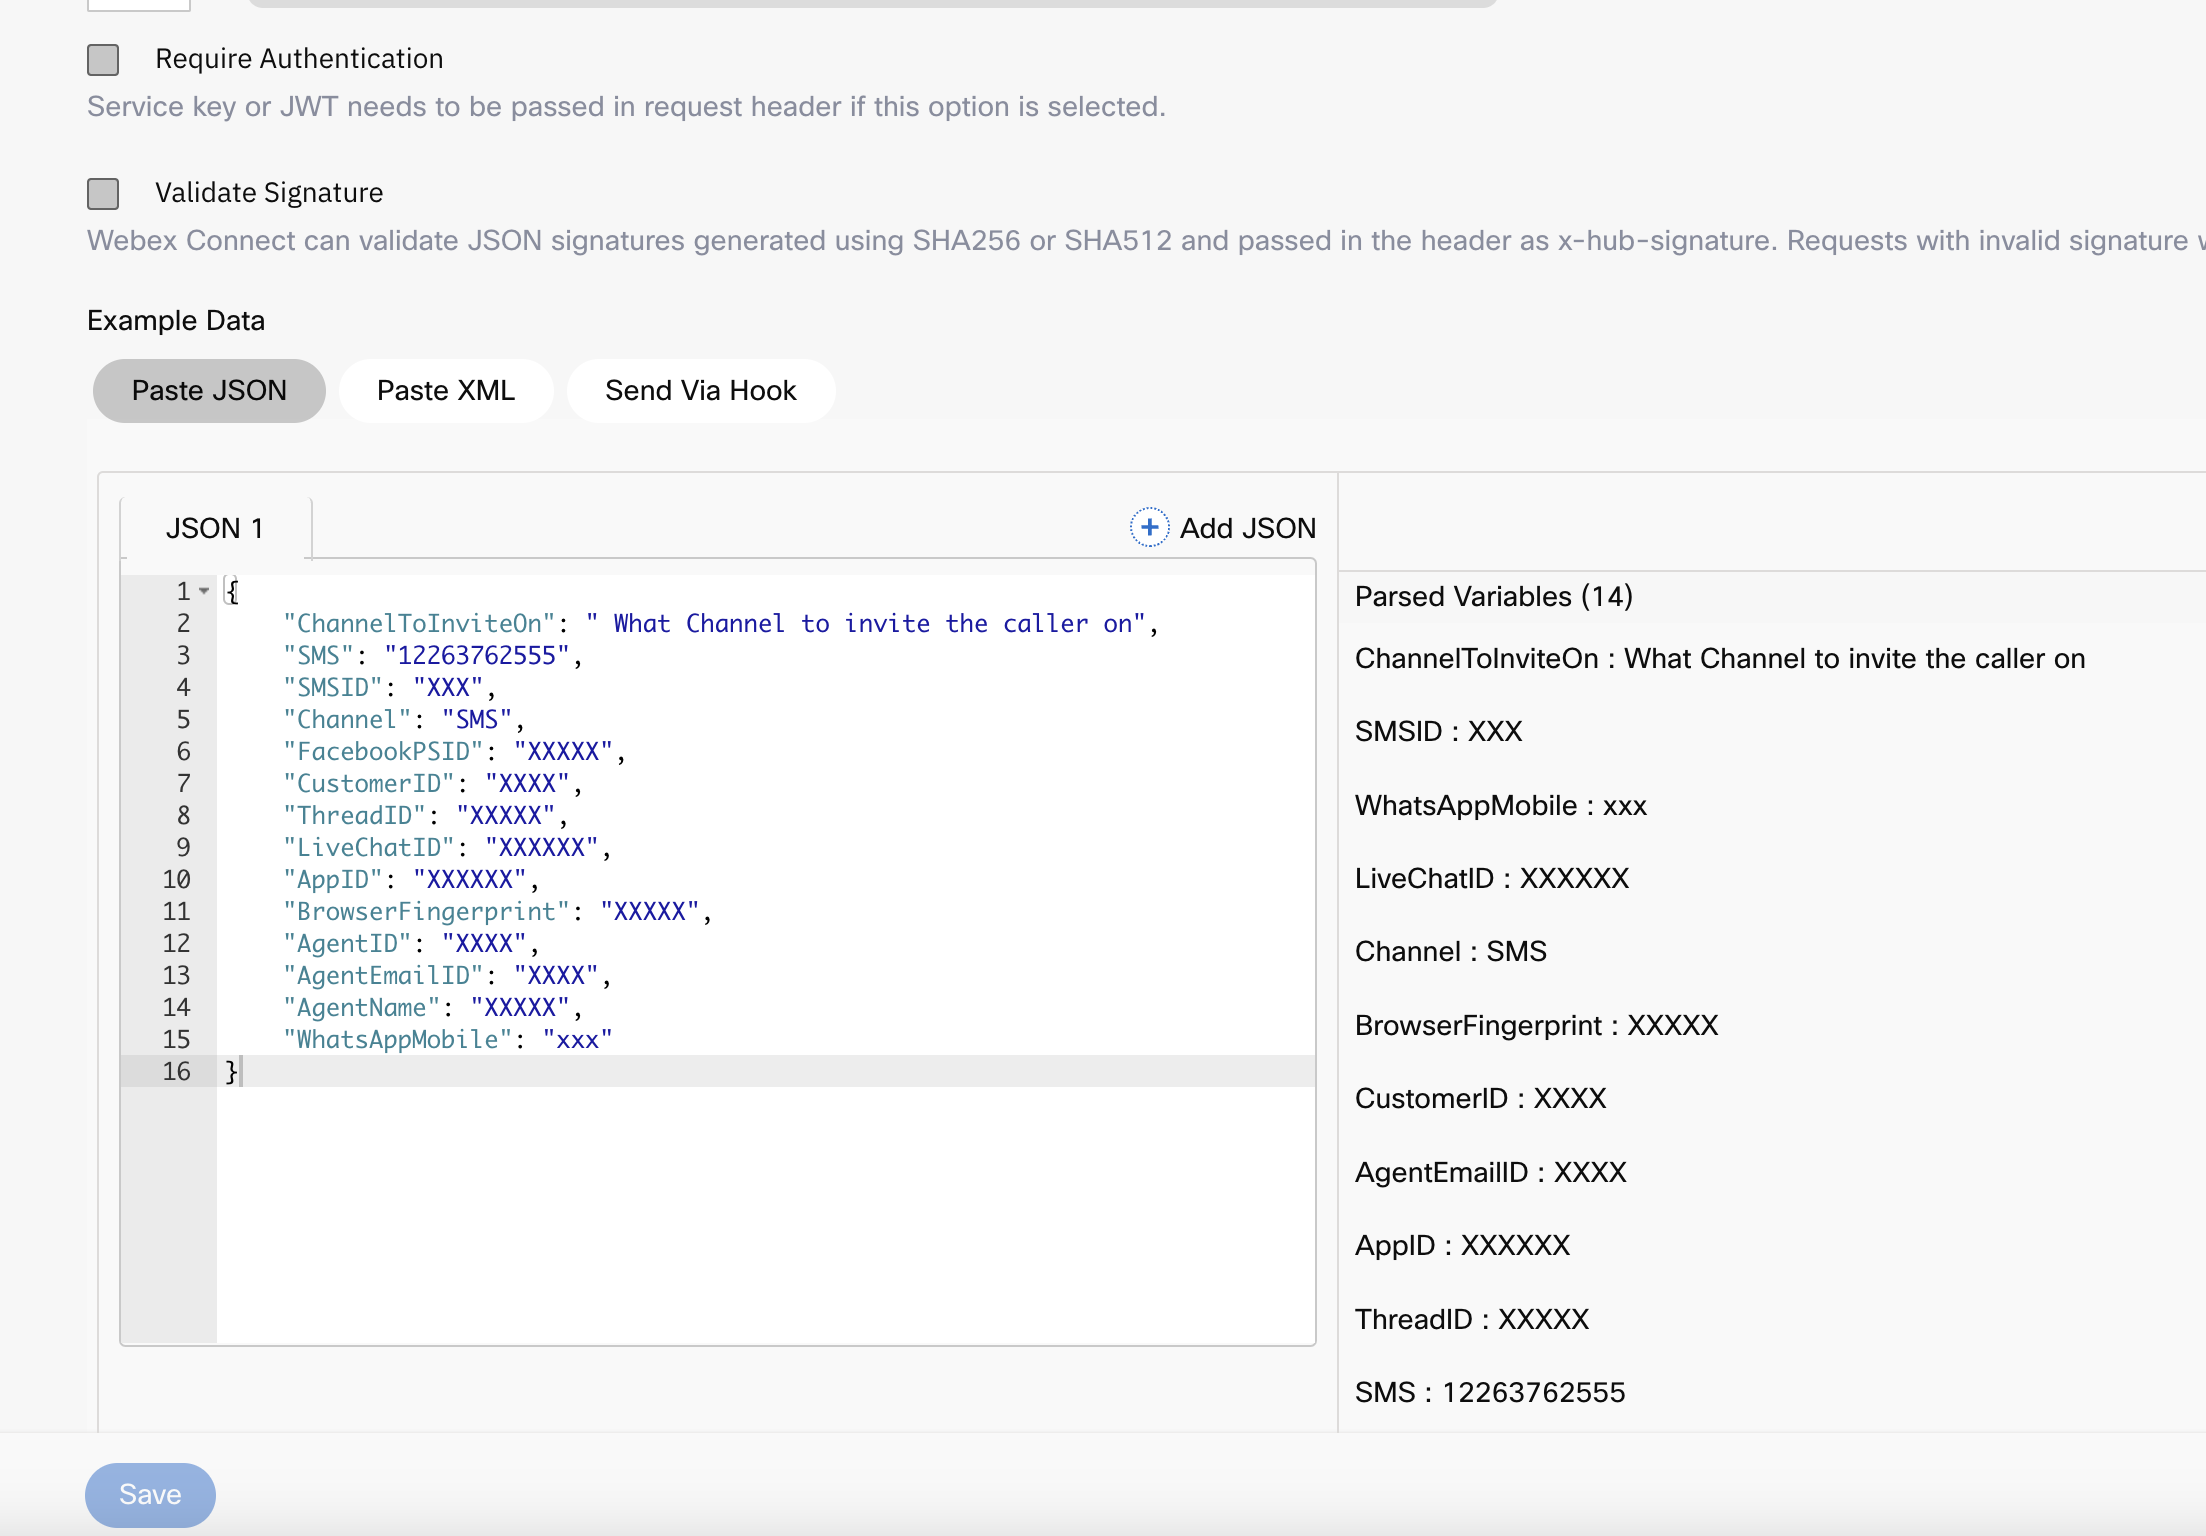 Require Authentication
Service key or JWT needs to be passed in request header if this option is selected.
Validate Signature
Webex Connect can validate JSON signatures generated using SHA256 or SHA512 and passed in the header as x-hub-signature. Requests with invalid signature
Example Data
Paste JSON
Paste XML
Send Via Hook
JSON 1
+ Add JSON
1 {
2 "ChannelToInviteOn": " What Channel to invite the caller on",
3 "SMS": "12263762555",
4 "SMSID": "XXX",
5 "Channel": "SMS",
6 "FacebookPSID": "XXXXX",
7 "CustomerID": "XXXX",
8 "ThreadID": "XXXXX",
9 "LiveChatID": "XXXXXX",
10 "AppID": "XXXXXX",
11 "BrowserFingerprint": "XXXXX",
12 "AgentID": "XXXX",
13 "AgentEmailID": "XXXX",
14 "AgentName": "XXXXX",
15 "WhatsAppMobile": "xxx"
16 }
Parsed Variables (14)
ChannelToInviteOn : What Channel to invite the caller on
SMSID : XXX
WhatsAppMobile : xxx
LiveChatID : XXXXXX
Channel : SMS
BrowserFingerprint : XXXXX
CustomerID : XXXX
AgentEmailID : XXXX
AppID : XXXXXX
ThreadID : XXXXX
SMS : 12263762555
Save